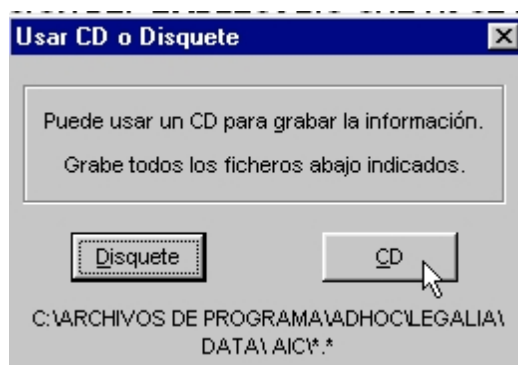 Usar CD o Disquete
Puede usar un CD para grabar la información.
Grabe todos los ficheros abajo indicados.
Disquete
CD
C:\ARCHIVOS DE PROGRAMA\ADHOC\LEGALIA\
DATA\ AIC\*.*